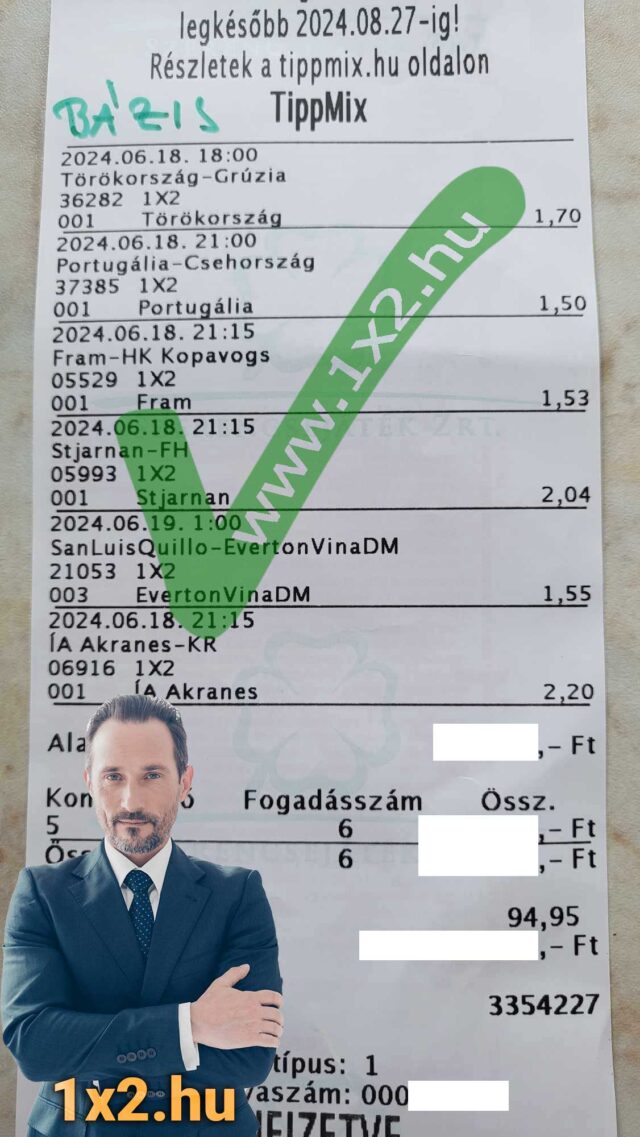 legkésőbb 2024.08.27-ig!
Részletek a tippmix.hu oldalon
BÁZIS TippMix
2024.06.18. 18:00
Törökország-Grúzia
36282 1X2
001 Törökország 1,70
2024.06.18. 21:00
Portugália-Csehország
37385 1X2
001 Portugália 1,50
2024.06.18. 21:15
Fram-HK Kopavogs
05529 1X2
001 Fram 1,53
2024.06.18. 21:15
Stjarnan-FH
05993 1X2
001 Stjarnan 2,04
2024.06.19. 1:00
SanLuisQuillo-EvertonVinaDM
21053 1X2
003 EvertonVinaDM 1,55
2024.06.18. 21:15
ÍA Akranes-KR
06916 1X2
001 ÍA Akranes 2,20
www.1x2.hu
,- Ft
Fogadásszám Össz.
5 6 ,- Ft
6 ,- Ft
94,95
,- Ft
3354227
típus: 1
1x2.hu